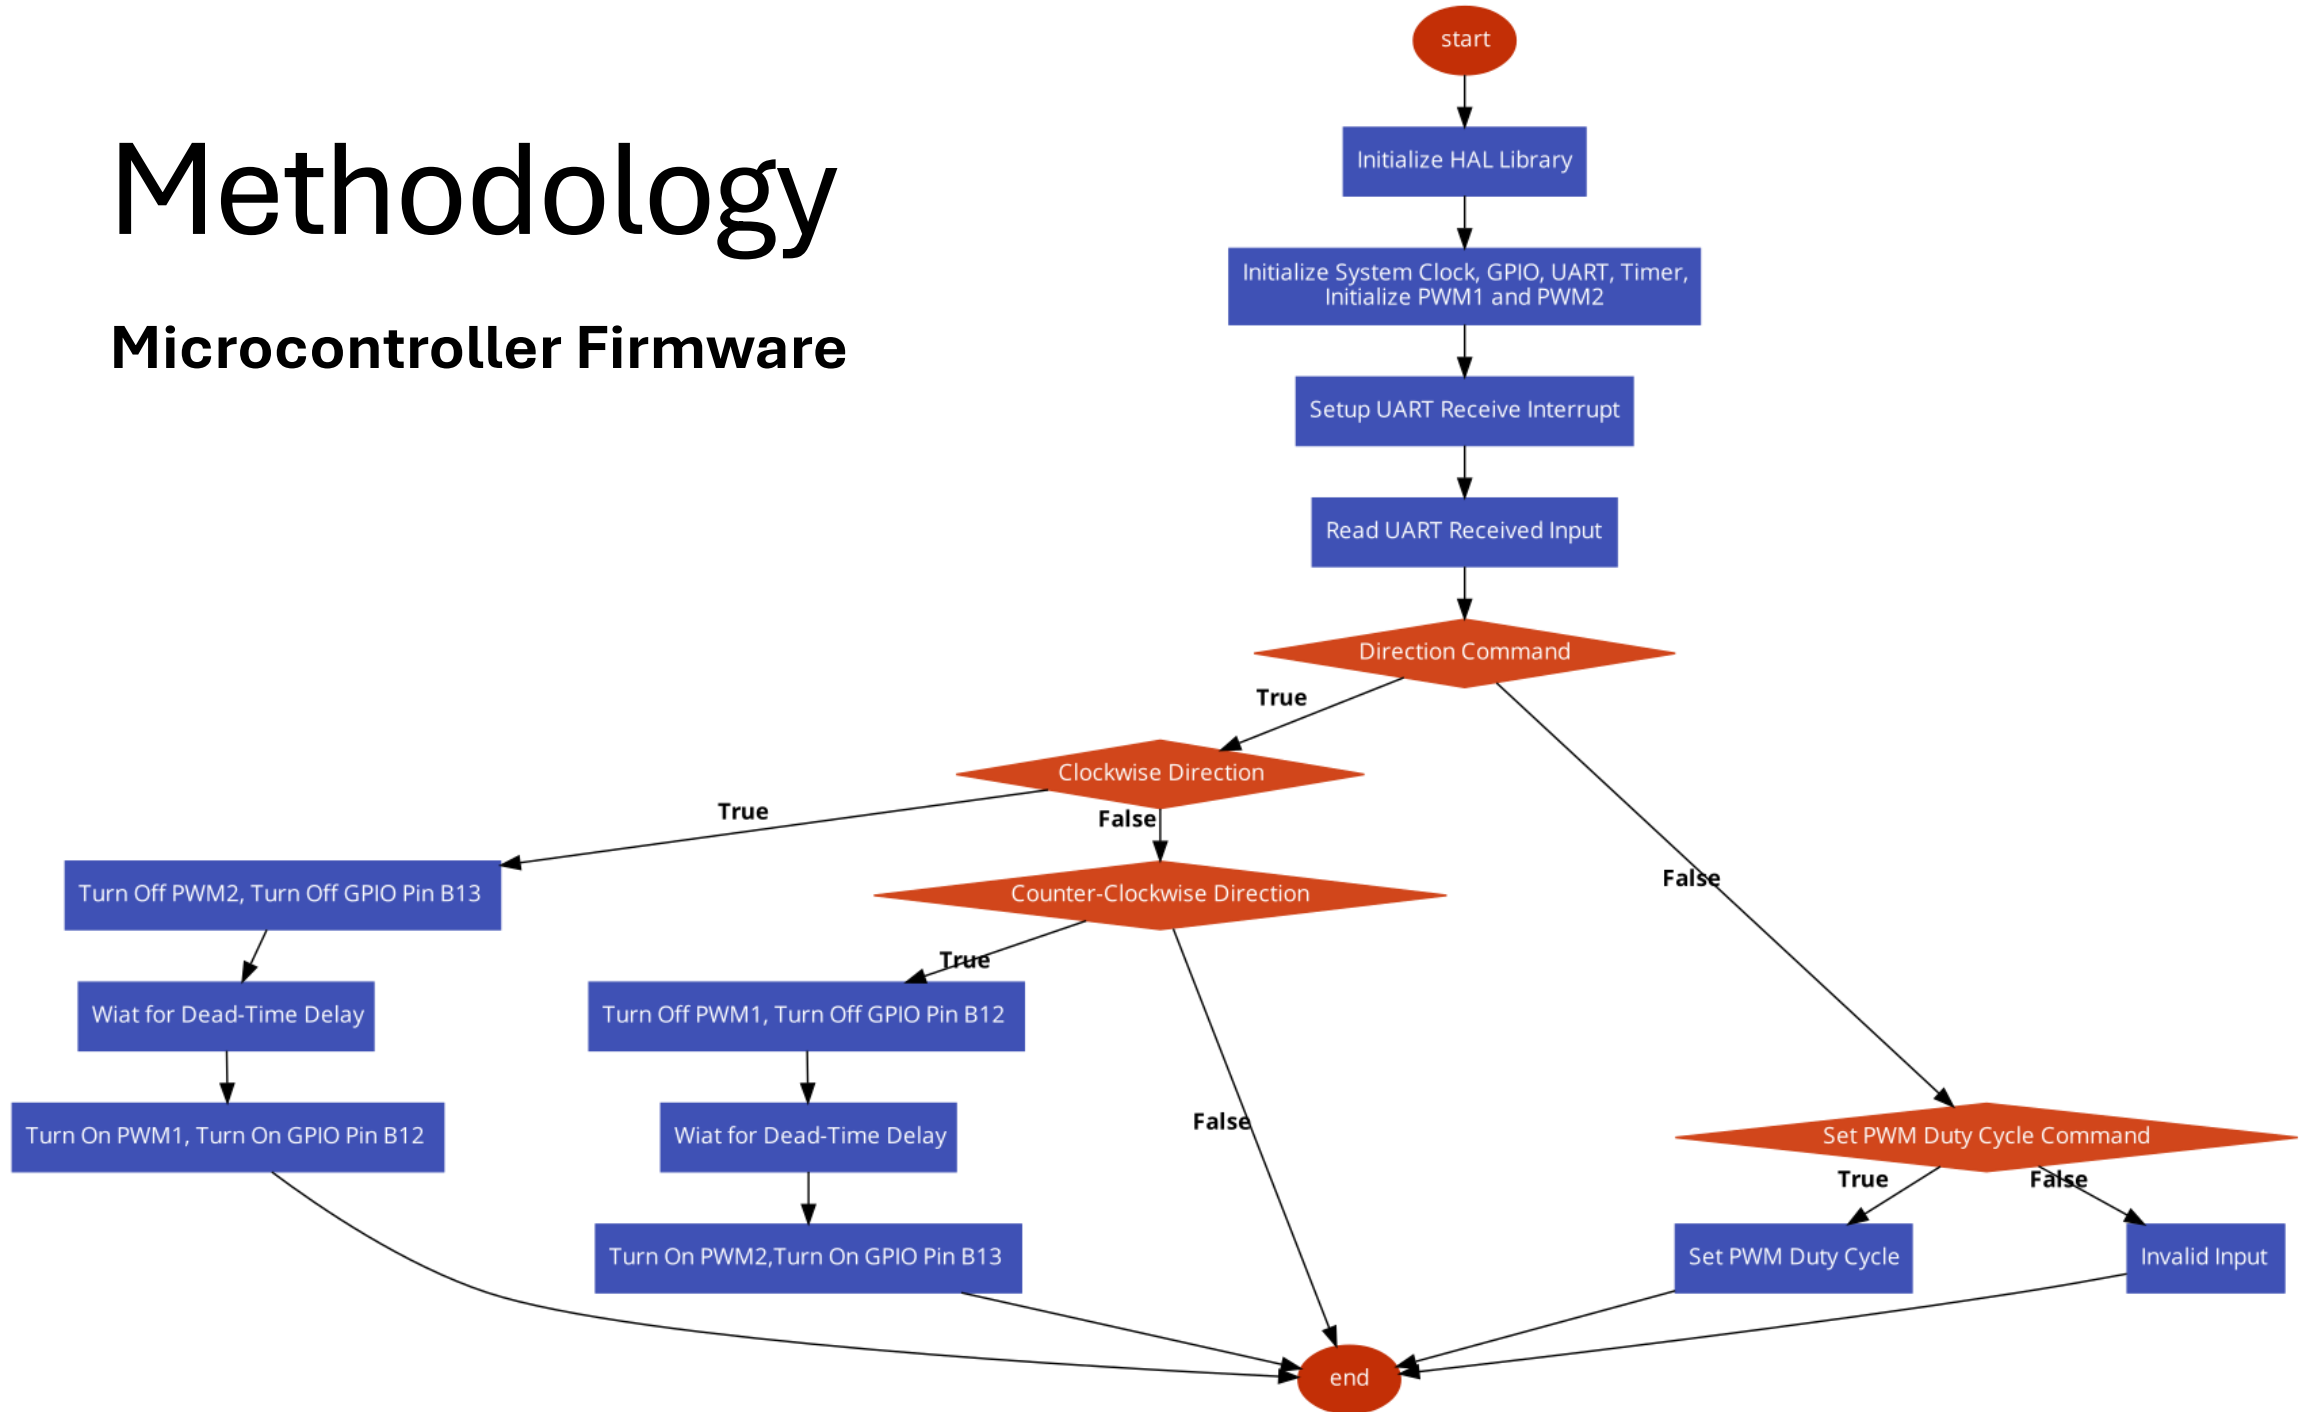 Methodology
Microcontroller Firmware
start
Initialize HAL Library
Initialize System Clock, GPIO, UART, Timer,
Initialize PWM1 and PWM2
Setup UART Receive Interrupt
Read UART Received Input
Direction Command
True
False
Clockwise Direction
True
False
Turn Off PWM2, Turn Off GPIO Pin B13
Wiat for Dead-Time Delay
Turn On PWM1, Turn On GPIO Pin B12
Counter-Clockwise Direction
True
False
Turn Off PWM1, Turn Off GPIO Pin B12
Wiat for Dead-Time Delay
Turn On PWM2,Turn On GPIO Pin B13
Set PWM Duty Cycle Command
True
False
Set PWM Duty Cycle
Invalid Input
end